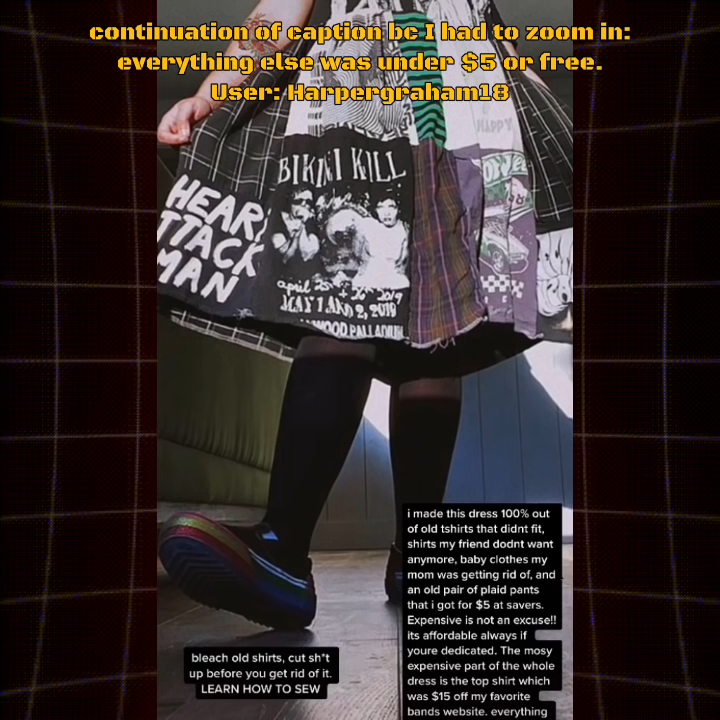 continuation of caption bc I had to zoom in:
everything else was under $5 or free.
User: Harpergraham18
HAPPY
BIKINI KILL
HEAR
TTACK
MAN
april 25 + 26 2019
MAY 1 AND 2, 2019
WOOD PALLADIUM
i made this dress 100% out
of old tshirts that didnt fit,
shirts my friend dodnt want
anymore, baby clothes my
mom was getting rid of, and
an old pair of plaid pants
that i got for $5 at savers.
Expensive is not an excuse!!
its affordable always if
youre dedicated. The mosy
expensive part of the whole
dress is the top shirt which
was $15 off my favorite
bands website. everything
bleach old shirts, cut sh*t
up before you get rid of it.
LEARN HOW TO SEW